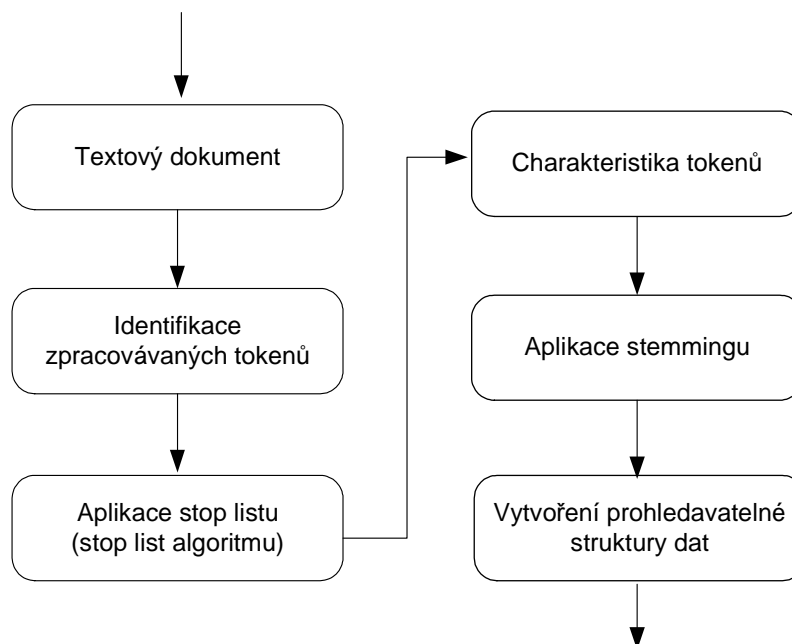 Textový dokument
Identifikace
zpracovávaných tokenů
Aplikace stop listu
(stop list algoritmu)
Charakteristika tokenů
Aplikace stemmingu
Vytvoření prohledavatelné
struktury dat